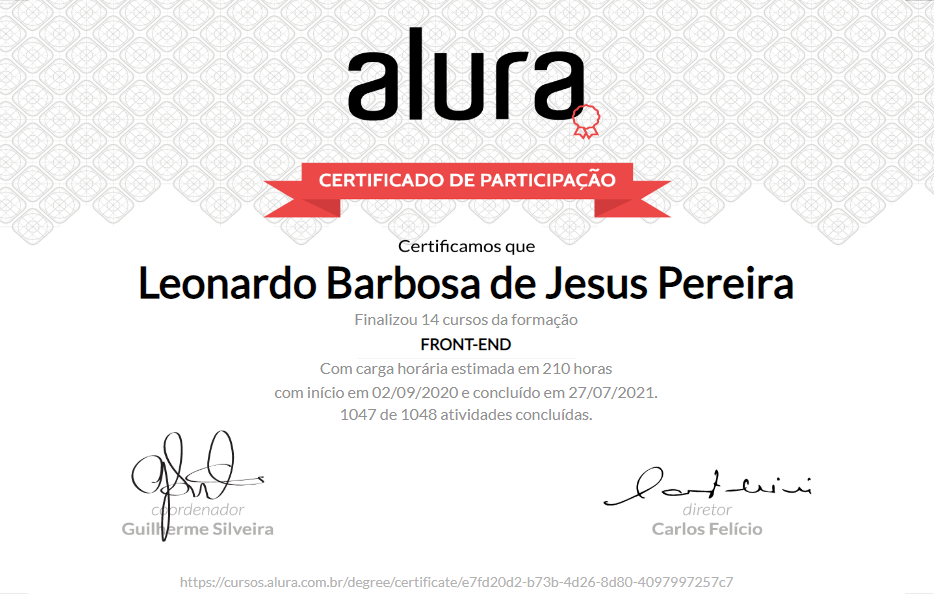 alura
CERTIFICADO DE PARTICIPAÇÃO
Certificamos que
Leonardo Barbosa de Jesus Pereira
Finalizou 14 cursos da formação
FRONT-END
Com carga horária estimada em 210 horas
com início em 02/09/2020 e concluído em 27/07/2021.
1047 de 1048 atividades concluídas.
coordenador
Guilherme Silveira
diretor
Carlos Felício
https://cursos.alura.com.br/degree/certificate/e7fd20d2-b73b-4d26-8d80-4097997257c7